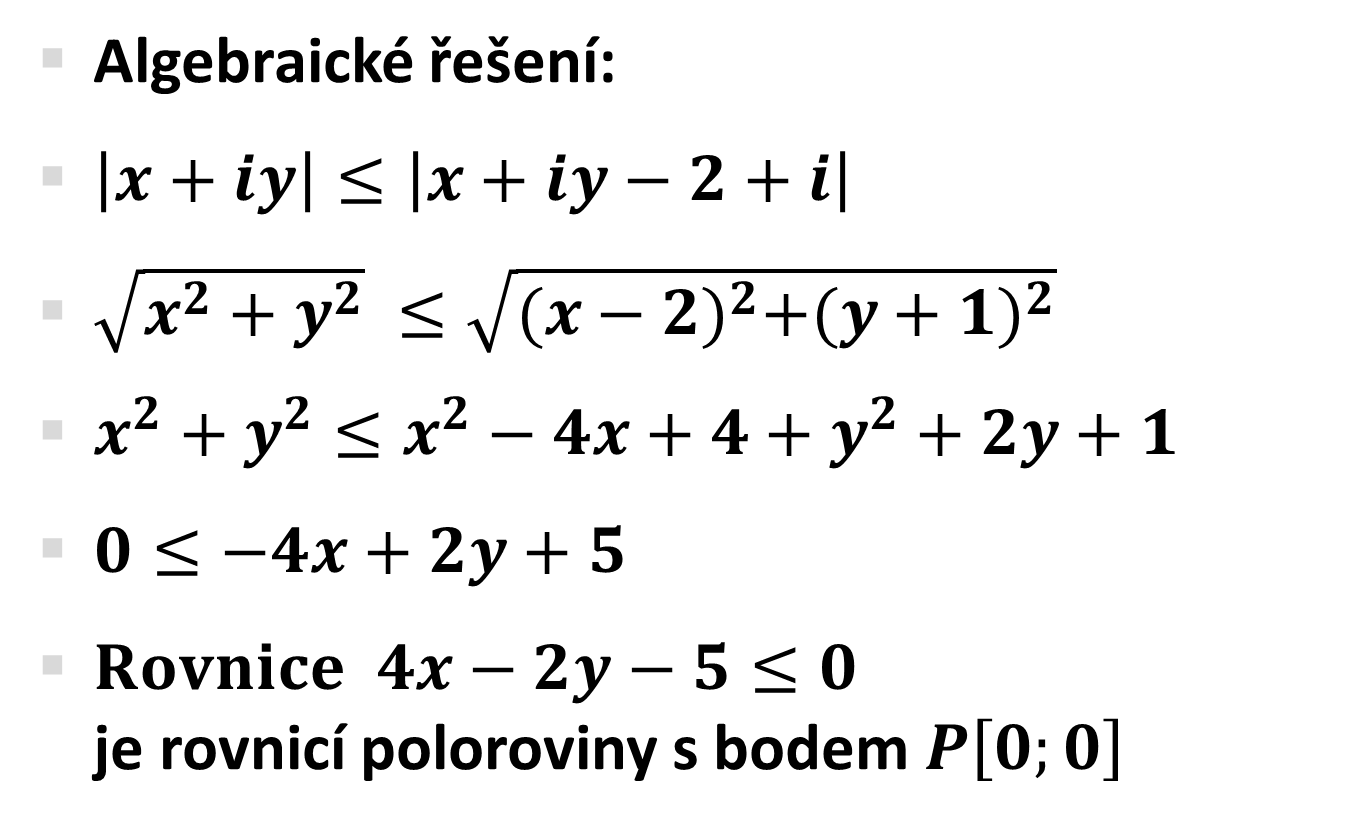 Algebraické řešení:
|x + iy| ≤ |x + iy − 2 + i|
√(x² + y²) ≤ √((x − 2)²+(y + 1)²)
x² + y² ≤ x² − 4x + 4 + y² + 2y + 1
0 ≤ −4x + 2y + 5
Rovnice 4x − 2y − 5 ≤ 0
je rovnicí poloroviny s bodem P[0; 0]